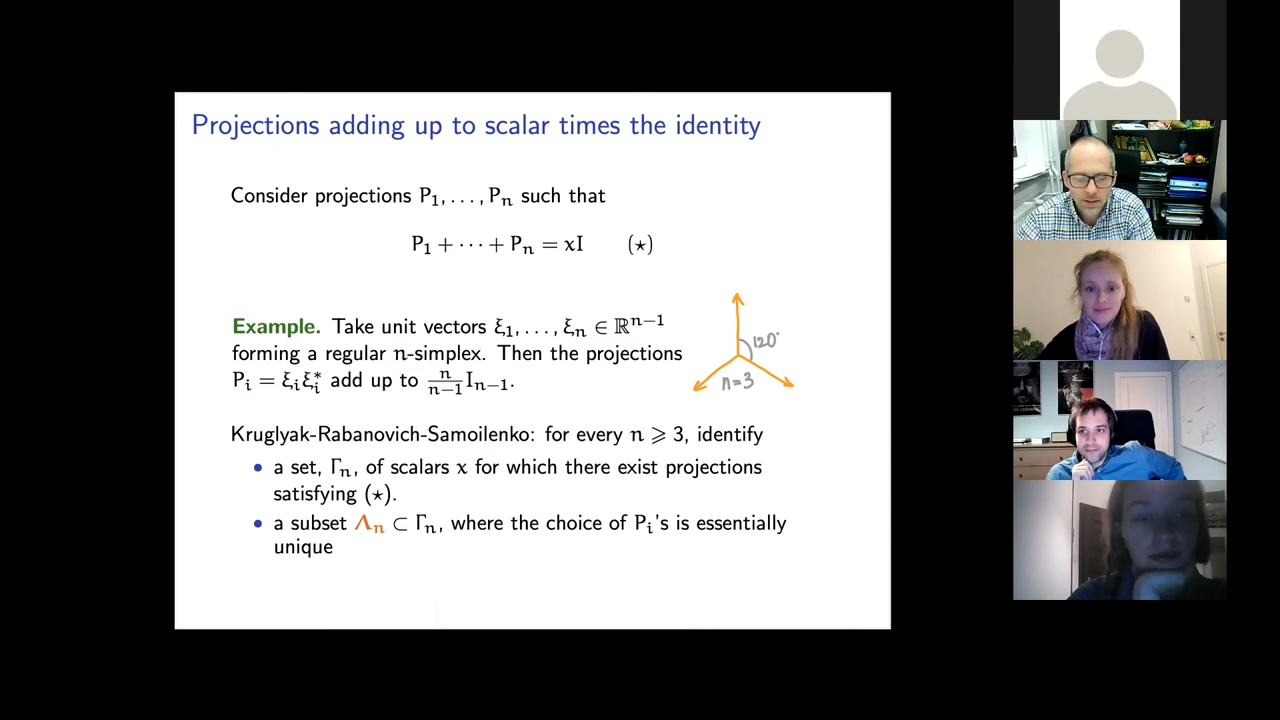 Projections adding up to scalar times the identity
Consider projections P₁, . . . , Pₙ such that
P₁ + · · · + Pₙ = xI (⋆)
Example. Take unit vectors ξ₁, . . . , ξₙ ∈ ℝⁿ⁻¹
forming a regular n-simplex. Then the projections
Pᵢ = ξᵢξᵢ* add up to n/(n−1) Iₙ₋₁.
120°
n=3
Kruglyak-Rabanovich-Samoilenko: for every n ⩾ 3, identify
• a set, Γₙ, of scalars x for which there exist projections
satisfying (⋆).
• a subset Λₙ ⊂ Γₙ, where the choice of Pᵢ's is essentially
unique